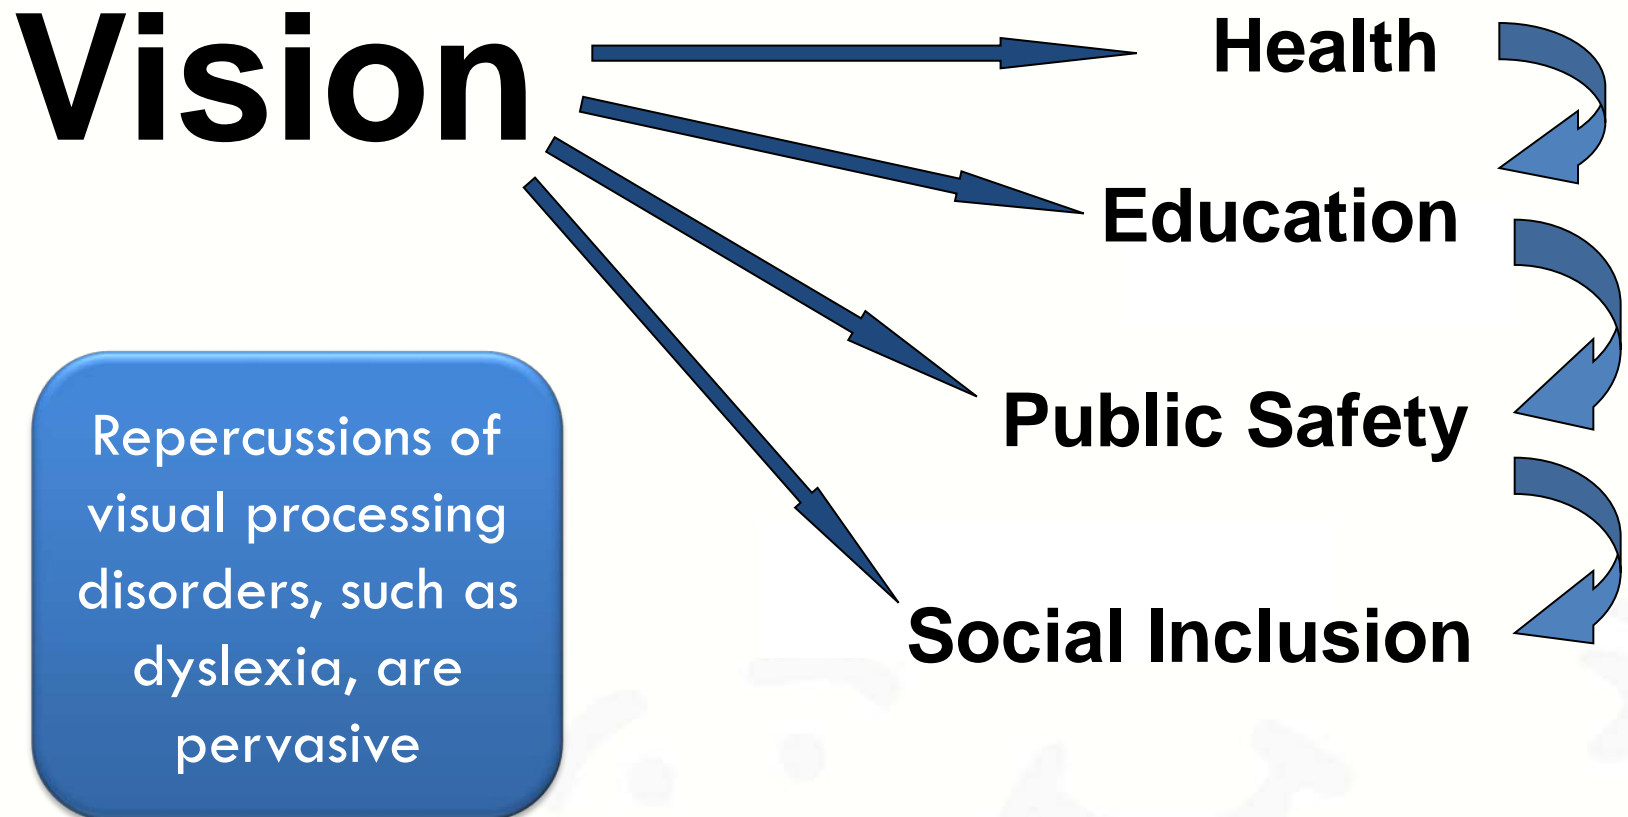 Vision
Health
Education
Public Safety
Social Inclusion
Repercussions of
visual processing
disorders, such as
dyslexia, are
pervasive